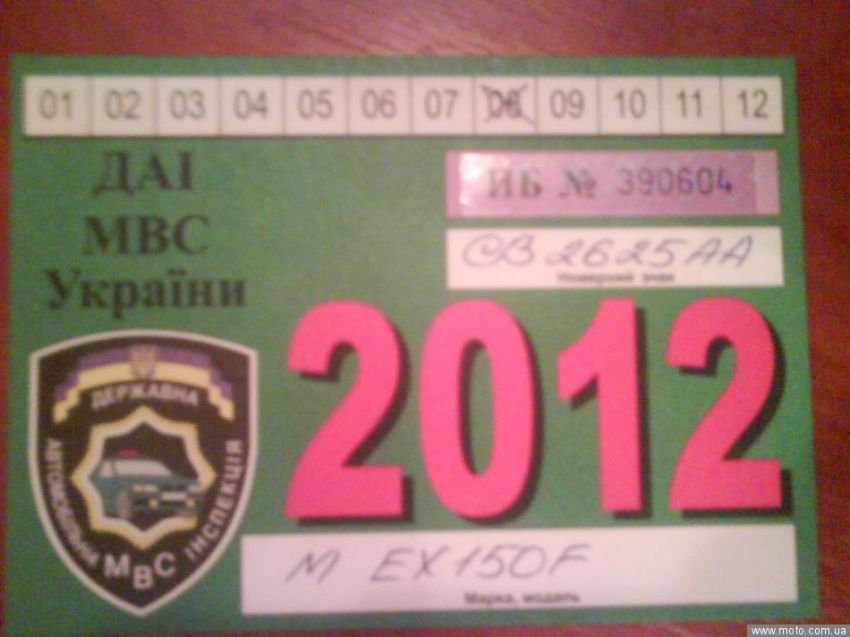 01 02 03 04 05 06 07 08 09 10 11 12
ДАІ
МВС
України
ИБ № 390604
СВ 2625 АА
Номерний знак
2012
ДЕРЖАВНА
АВТОМОБІЛЬНА
ІНСПЕКЦІЯ
МВС
М EX150F
Марка, модель
www.moto.com.ua